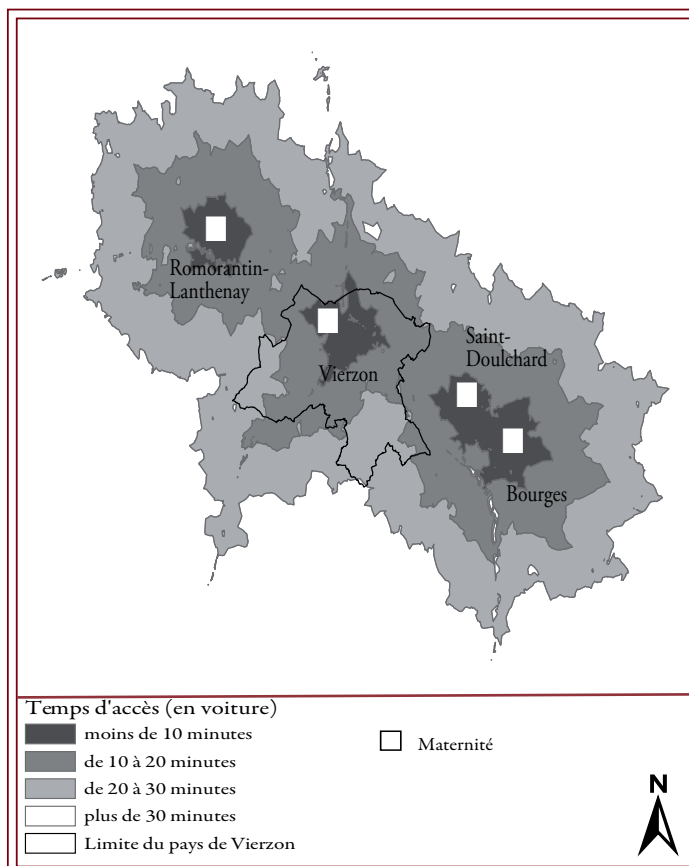 Romorantin-
Lanthenay
Saint-
Doulchard
Vierzon
Bourges
Temps d'accès (en voiture)
moins de 10 minutes
de 10 à 20 minutes
de 20 à 30 minutes
plus de 30 minutes
Limite du pays de Vierzon
Maternité
N